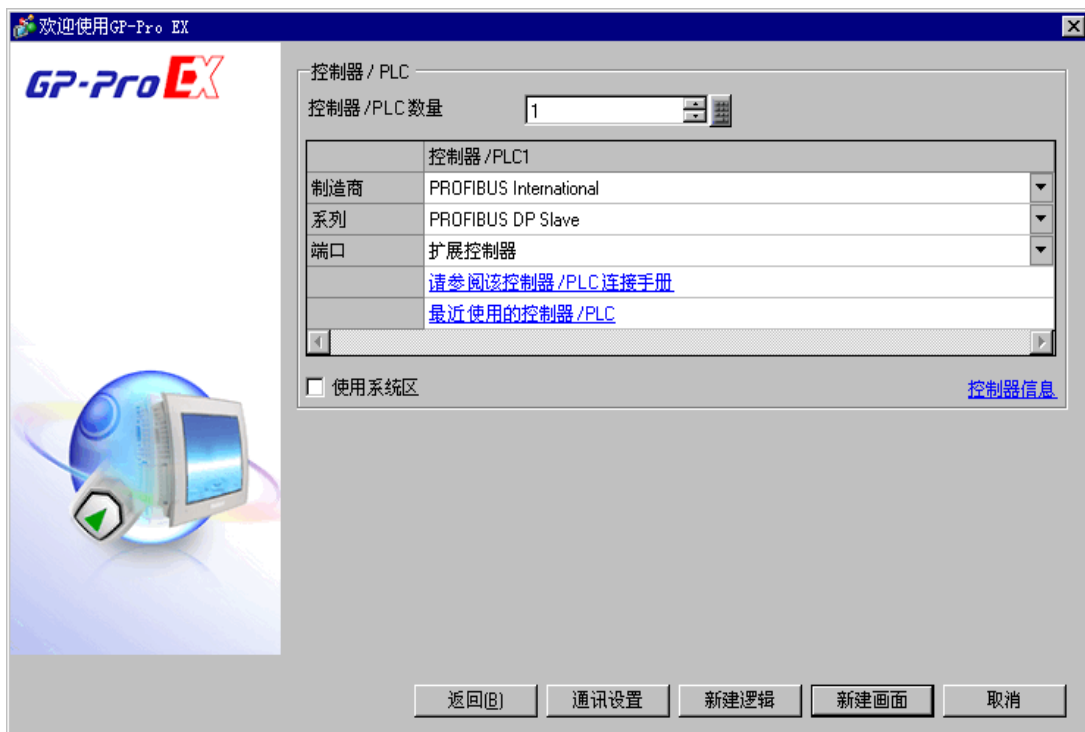 欢迎使用GP-Pro EX
GP-Pro EX
控制器 / PLC
控制器 /PLC数量 1
控制器 /PLC1
制造商 PROFIBUS International
系列 PROFIBUS DP Slave
端口 扩展控制器
请参阅该控制器 /PLC连接手册
最近使用的控制器 /PLC
使用系统区 控制器信息
返回(B) 通讯设置 新建逻辑 新建画面 取消